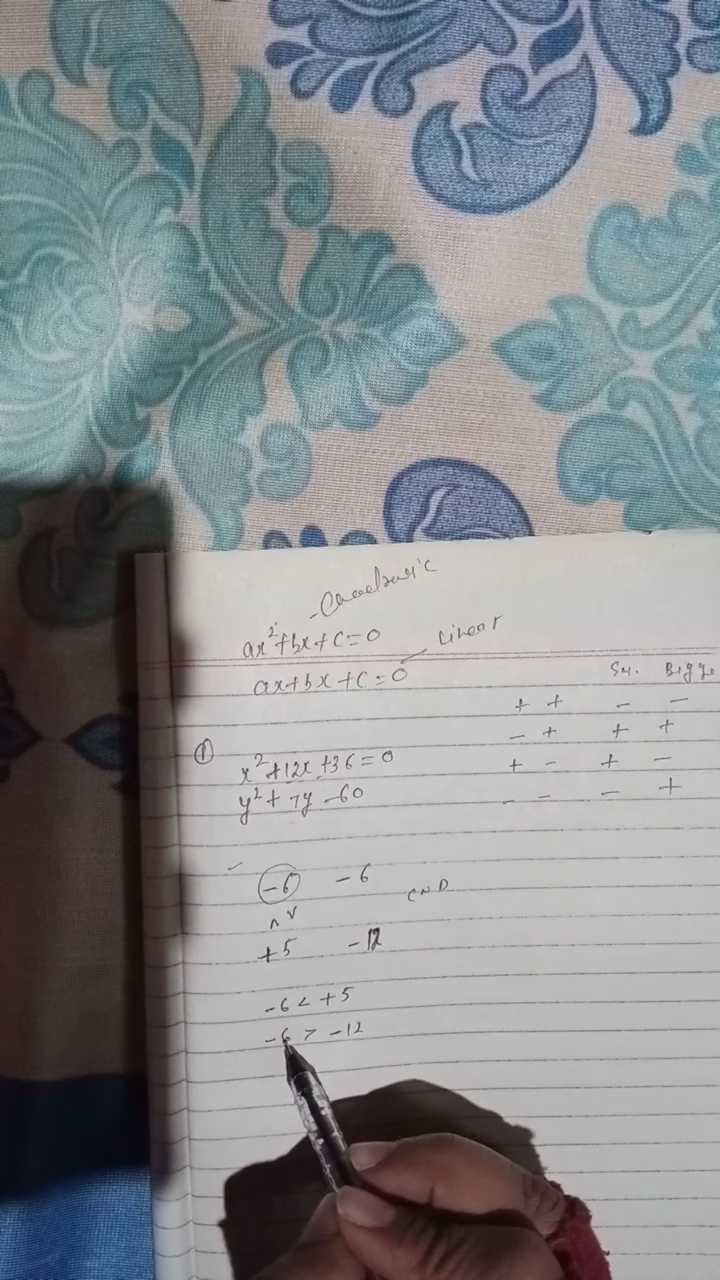 Quadratic
ax²+bx+c=0
Linear
ax+bx+c=0
Sm. Bigge
+ + - -
- + + +
+ - + -
- - - +
① x²+12x+36=0
y²+7y-60
-6 -6
CND
∧ ∨
+5 -12
-6 < +5
-6 > -12